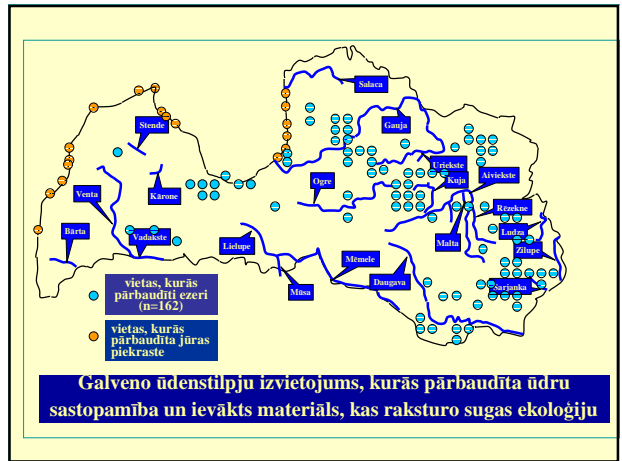 Salaca
Stende
Gauja
Uriekste
Kuja
Aiviekste
Ogre
Kārone
Venta
Rēzekne
Bārta
Vadakste
Lielupe
Malta
Ludza
Zilupe
Mēmele
Daugava
Mūsa
Sarjanka
vietas, kurās
pārbaudīti ezeri
(n=162)
vietas, kurās
pārbaudīta jūras
piekraste
Galveno ūdenstilpju izvietojums, kurās pārbaudīta ūdru
sastopamība un ievākts materiāls, kas raksturo sugas ekoloģiju